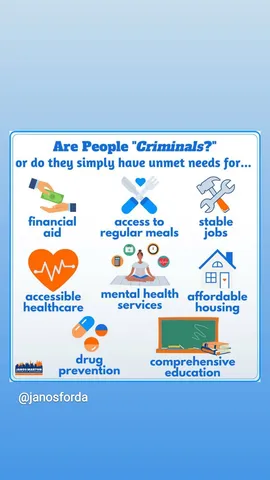 Are People "Criminals?"
or do they simply have unmet needs for...
financial
aid
access to
regular meals
stable
jobs
accessible
healthcare
mental health
services
affordable
housing
drug
prevention
comprehensive
education
@janosforda